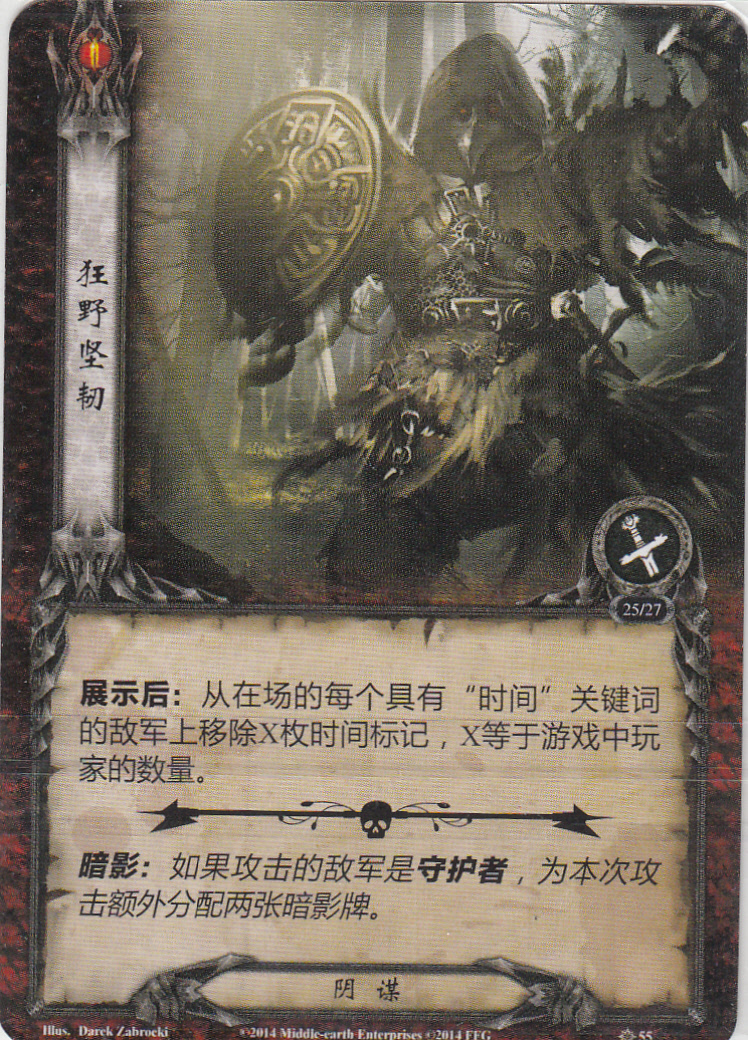 狂野坚韧
25/27
展示后：从在场的每个具有“时间”关键词
的敌军上移除X枚时间标记，X等于游戏中玩
家的数量。
暗影：如果攻击的敌军是守护者，为本次攻
击额外分配两张暗影牌。
阴谋
Illus. Darek Zabrocki ©2014 Middle-earth Enterprises ©2014 FFG 55